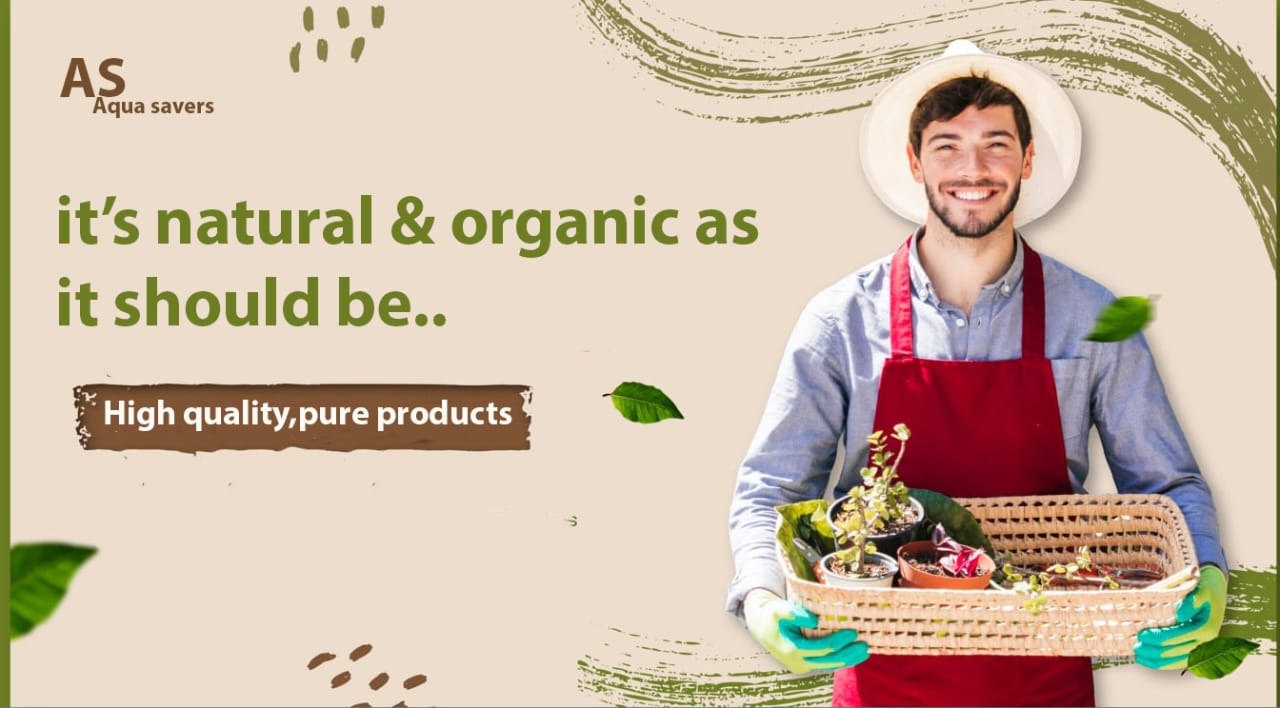 AS
Aqua savers
it’s natural & organic as
it should be..
High quality,pure products